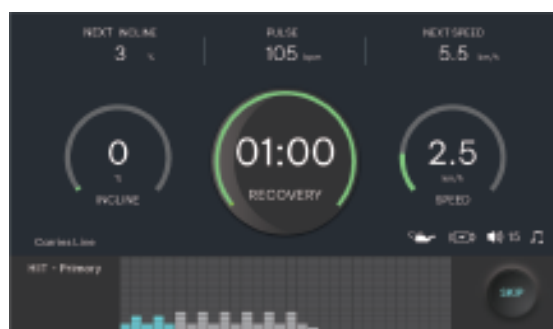 NEXT INCLINE PULSE NEXT SPEED
3 % 105 bpm 5.5 km/h
0 01:00 2.5
% km/h
INCLINE RECOVERY SPEED
15
HIIT - Primary
SKIP